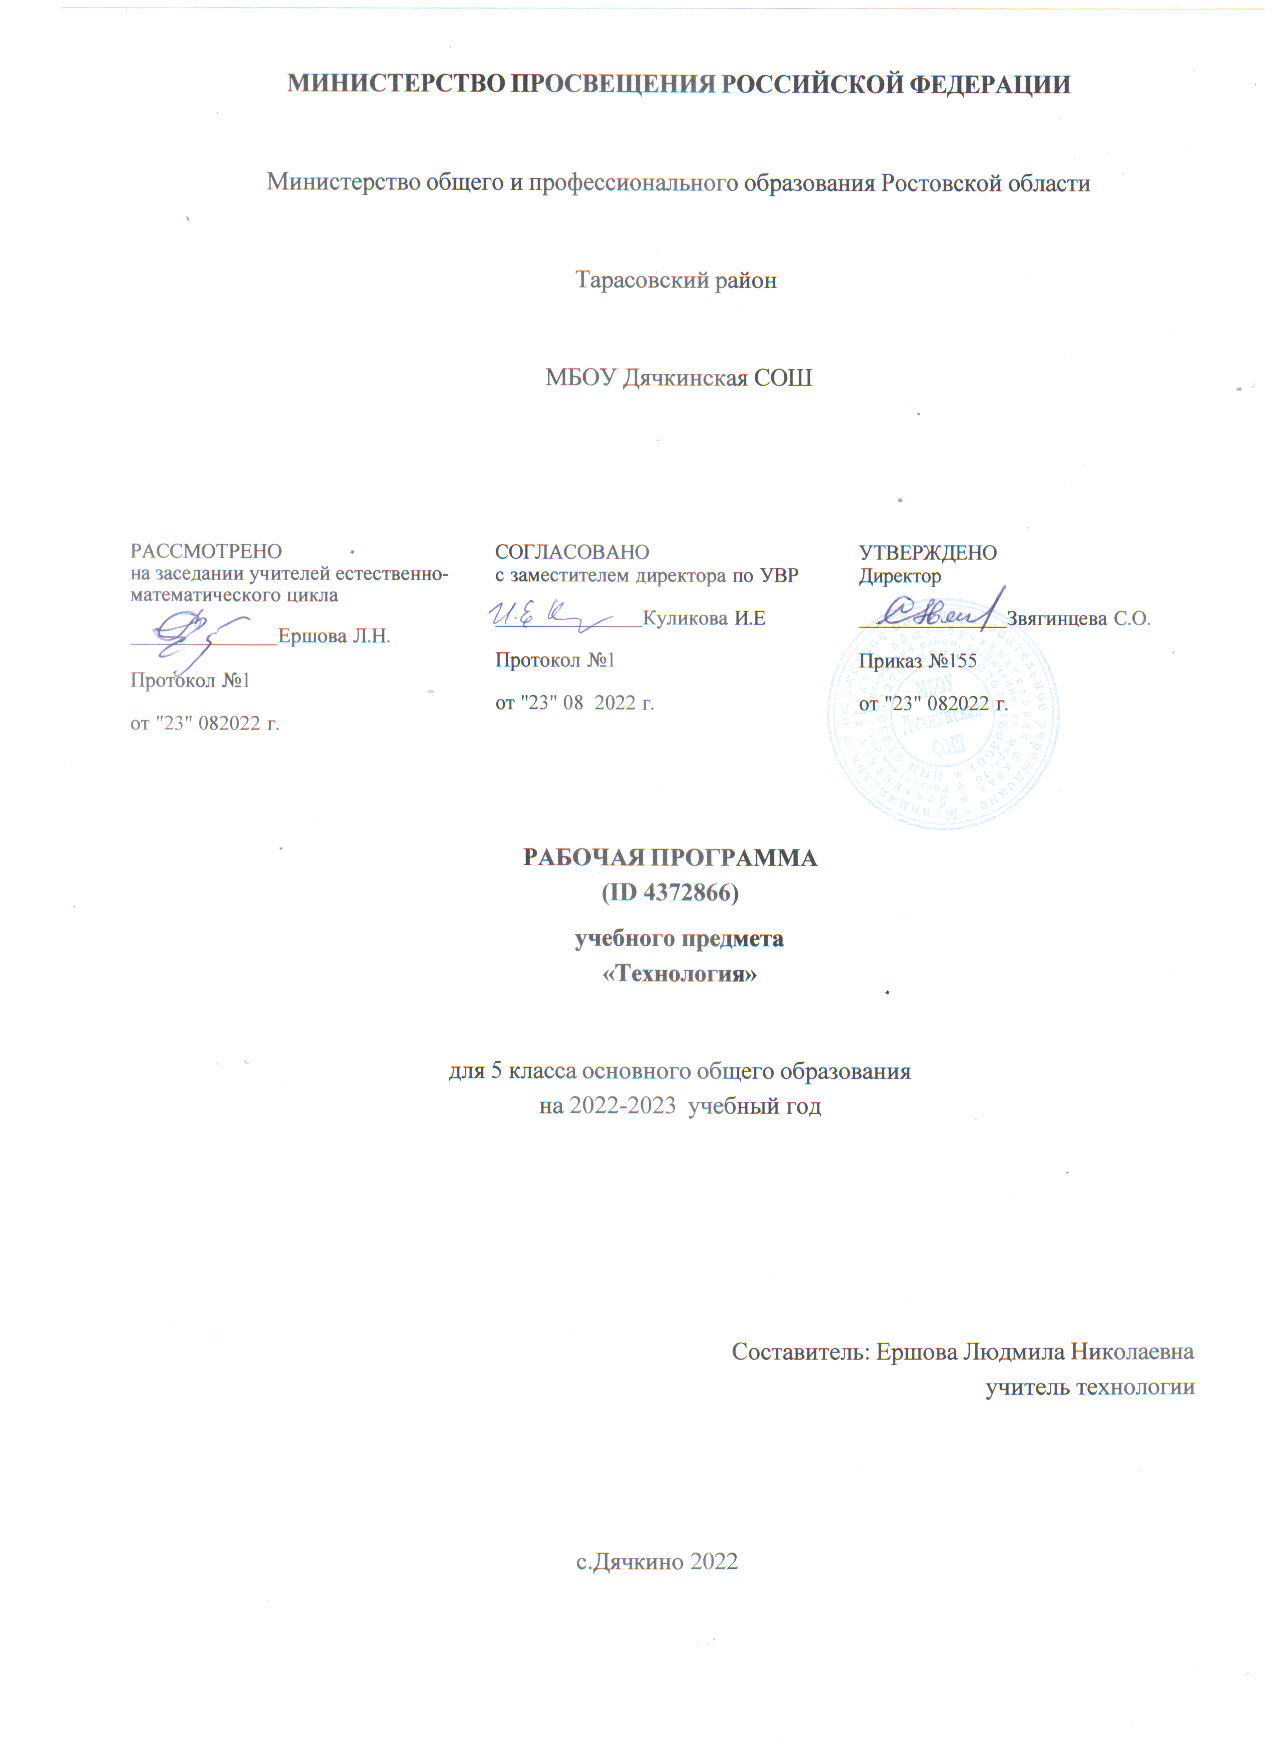 МИНИСТЕРСТВО ПРОСВЕЩЕНИЯ РОССИЙСКОЙ ФЕДЕРАЦИИ
Министерство общего и профессионального образования Ростовской области
Тарасовский район
МБОУ Дячкинская СОШ
РАССМОТРЕНО
на заседании учителей естественно-
математического цикла
Ершова Л.Н.
Протокол №1
от "23" 082022 г.
СОГЛАСОВАНО
с заместителем директора по УВР
Куликова И.Е
Протокол №1
от "23" 08 2022 г.
УТВЕРЖДЕНО
Директор
Звягинцева С.О.
Приказ №155
от "23" 082022 г.
МБОУ
Дячкинская
СОШ
РАБОЧАЯ ПРОГРАММА
(ID 4372866)
учебного предмета
«Технология»
для 5 класса основного общего образования
на 2022-2023 учебный год
Составитель: Ершова Людмила Николаевна
учитель технологии
с.Дячкино 2022